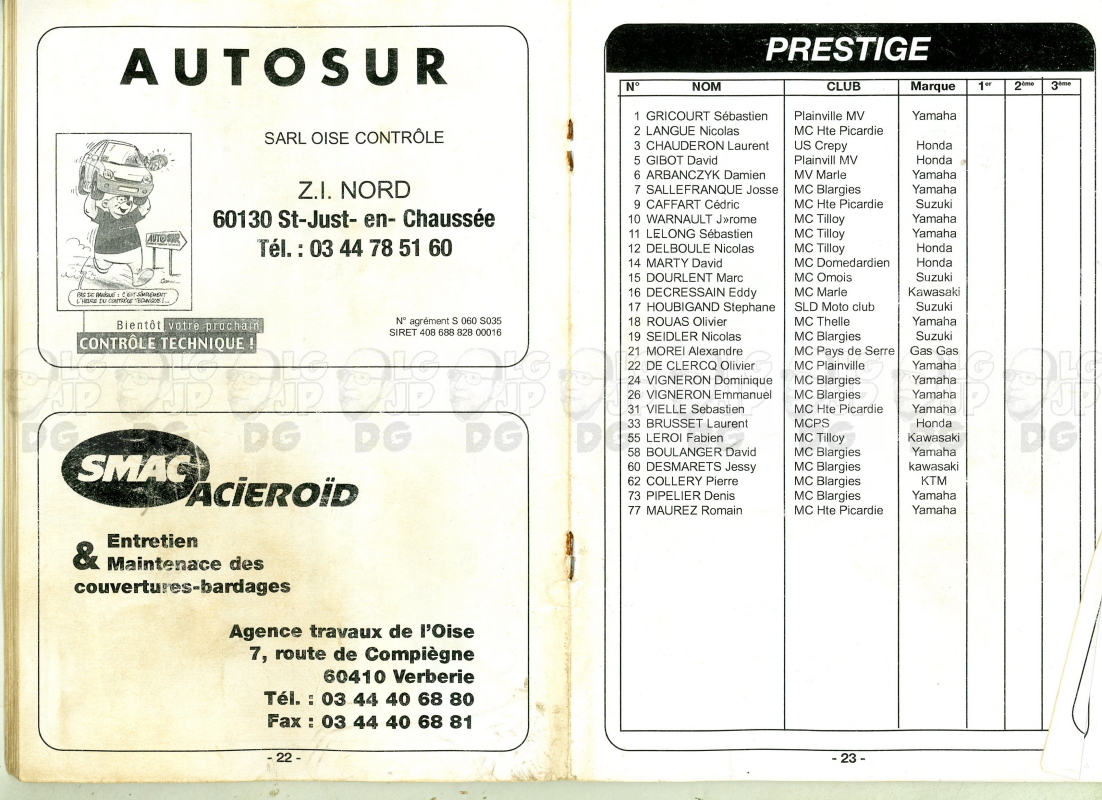 AUTOSUR
SARL OISE CONTRÔLE
Z.I. NORD
60130 St-Just- en- Chaussée
Tél. : 03 44 78 51 60
AUTOSUR
PAS DE PANIQUE : C'EST SIMPLEMENT
L'HEURE DU CONTRÔLE TECHNIQUE !...
Bientôt votre prochain
CONTRÔLE TECHNIQUE !
N° agrément S 060 S035
SIRET 408 688 828 00016
SMAC
ACIEROÏD
Entretien
& Maintenace des
couvertures-bardages
Agence travaux de l'Oise
7, route de Compiègne
60410 Verberie
Tél. : 03 44 40 68 80
Fax : 03 44 40 68 81
- 22 -
PRESTIGE
N° NOM CLUB Marque 1er 2ème 3ème
1 GRICOURT Sébastien Plainville MV Yamaha
2 LANGUE Nicolas MC Hte Picardie
3 CHAUDERON Laurent US Crepy Honda
5 GIBOT David Plainvill MV Honda
6 ARBANCZYK Damien MV Marle Yamaha
7 SALLEFRANQUE Josse MC Blargies Yamaha
9 CAFFART Cédric MC Hte Picardie Suzuki
10 WARNAULT J»rome MC Tilloy Yamaha
11 LELONG Sébastien MC Tilloy Yamaha
12 DELBOULE Nicolas MC Tilloy Honda
14 MARTY David MC Domedardien Honda
15 DOURLENT Marc MC Omois Suzuki
16 DECRESSAIN Eddy MC Marle Kawasaki
17 HOUBIGAND Stephane SLD Moto club Suzuki
18 ROUAS Olivier MC Thelle Yamaha
19 SEIDLER Nicolas MC Blargies Suzuki
21 MOREI Alexandre MC Pays de Serre Gas Gas
22 DE CLERCQ Olivier MC Plainville Yamaha
24 VIGNERON Dominique MC Blargies Yamaha
26 VIGNERON Emmanuel MC Blargies Yamaha
31 VIELLE Sebastien MC Hte Picardie Yamaha
33 BRUSSET Laurent MCPS Honda
55 LEROI Fabien MC Tilloy Kawasaki
58 BOULANGER David MC Blargies Yamaha
60 DESMARETS Jessy MC Blargies kawasaki
62 COLLERY Pierre MC Blargies KTM
73 PIPELIER Denis MC Blargies Yamaha
77 MAUREZ Romain MC Hte Picardie Yamaha
- 23 -